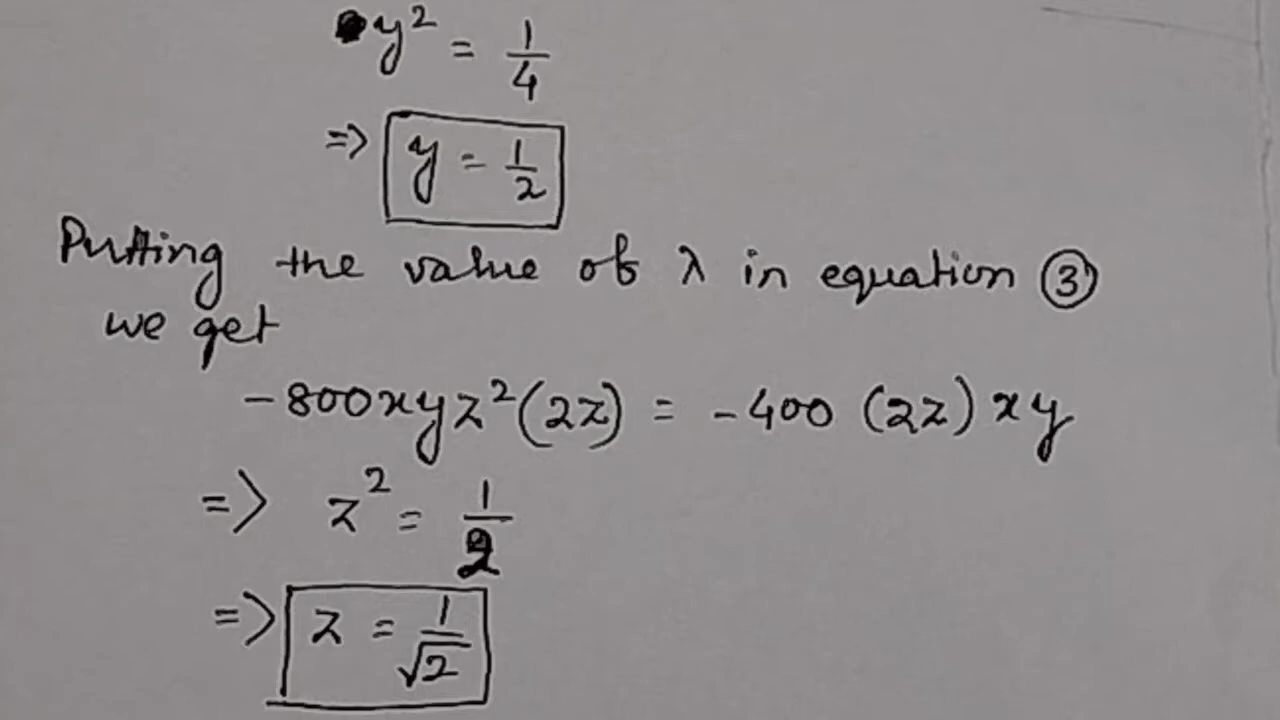 y² = 1/4
=> y = 1/2
Putting the value of λ in equation ③
we get
-800xyz²(2z) = -400 (2z) xy
=> z² = 1/2
=> z = 1/√2